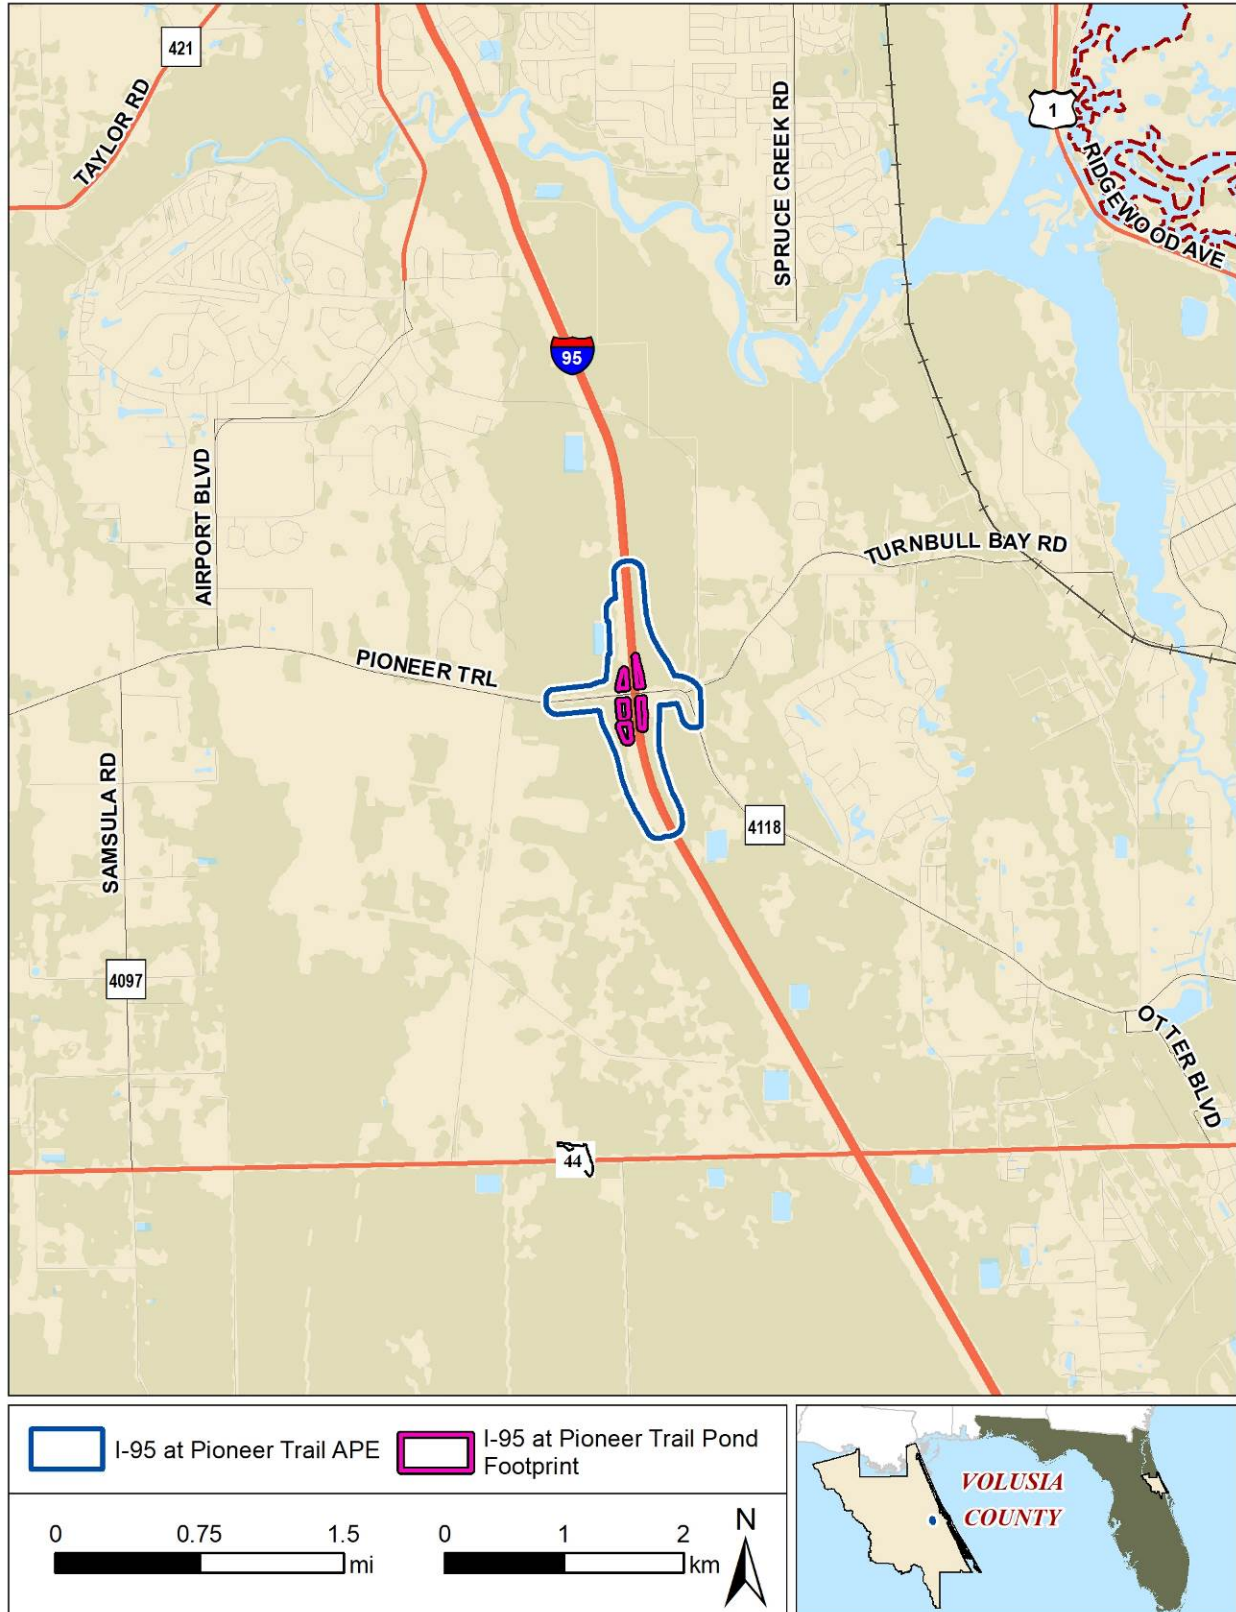 421
TAYLOR RD
SPRUCE CREEK RD
1
RIDGEWOOD AVE
95
AIRPORT BLVD
TURNBULL BAY RD
PIONEER TRL
SAMSULA RD
4118
4097
OTTER BLVD
44
I-95 at Pioneer Trail APE
I-95 at Pioneer Trail Pond
Footprint
0 0.75 1.5
mi
0 1 2
km
N
VOLUSIA
COUNTY